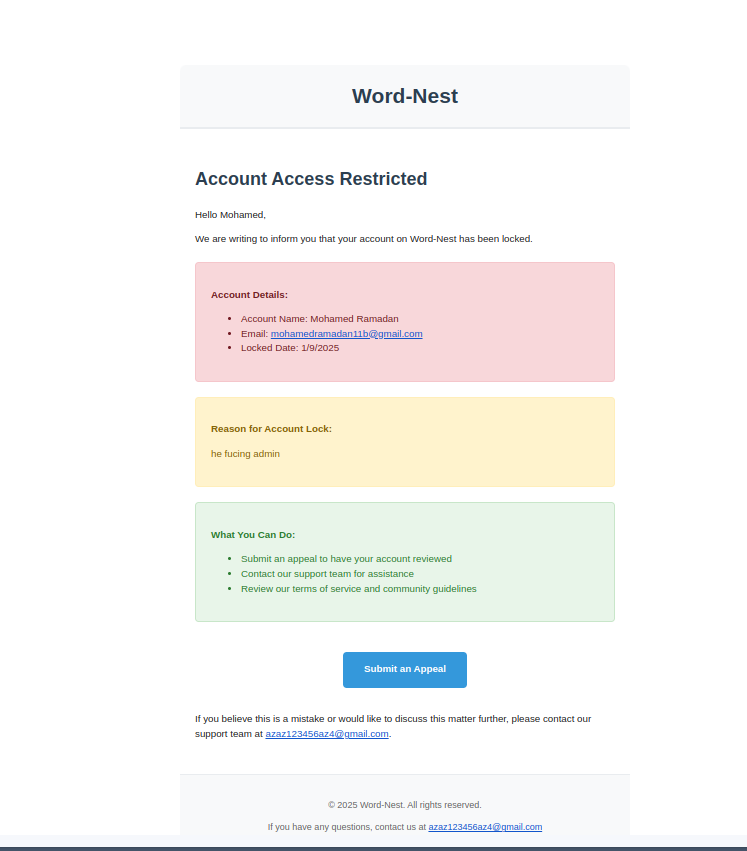 Word-Nest
Account Access Restricted
Hello Mohamed,
We are writing to inform you that your account on Word-Nest has been locked.
Account Details:
• Account Name: Mohamed Ramadan
• Email: mohamedramadan11b@gmail.com
• Locked Date: 1/9/2025
Reason for Account Lock:
he fucing admin
What You Can Do:
• Submit an appeal to have your account reviewed
• Contact our support team for assistance
• Review our terms of service and community guidelines
Submit an Appeal
If you believe this is a mistake or would like to discuss this matter further, please contact our
support team at azaz123456az4@gmail.com.
© 2025 Word-Nest. All rights reserved.
If you have any questions, contact us at azaz123456az4@gmail.com